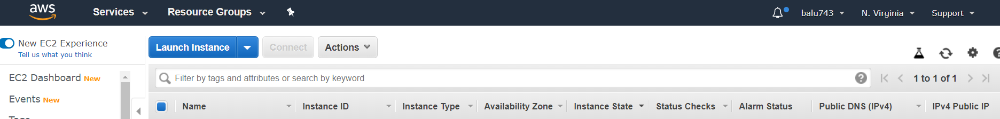 aws Services Resource Groups balu743 N. Virginia Support
New EC2 Experience
Tell us what you think
Launch Instance Connect Actions
EC2 Dashboard New
Events New
Tags
Filter by tags and attributes or search by keyword ? 1 to 1 of 1
Name Instance ID Instance Type Availability Zone Instance State Status Checks Alarm Status Public DNS (IPv4) IPv4 Public IP